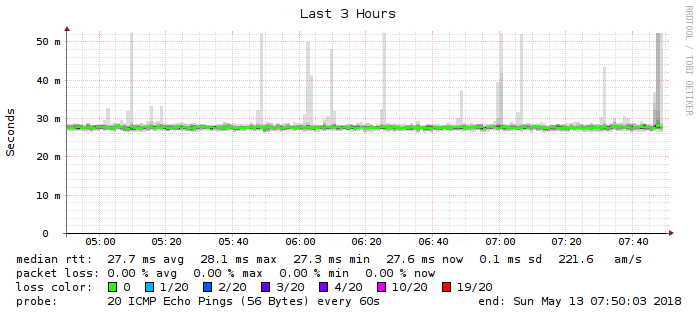 Last 3 Hours
RRDTOOL / TOBI OETIKER
Seconds
50 m
40 m
30 m
20 m
10 m
0
05:00 05:20 05:40 06:00 06:20 06:40 07:00 07:20 07:40
median rtt: 27.7 ms avg 28.1 ms max 27.3 ms min 27.6 ms now 0.1 ms sd 221.6 am/s
packet loss: 0.00 % avg 0.00 % max 0.00 % min 0.00 % now
loss color: 0 1/20 2/20 3/20 4/20 10/20 19/20
probe: 20 ICMP Echo Pings (56 Bytes) every 60s end: Sun May 13 07:50:03 2018